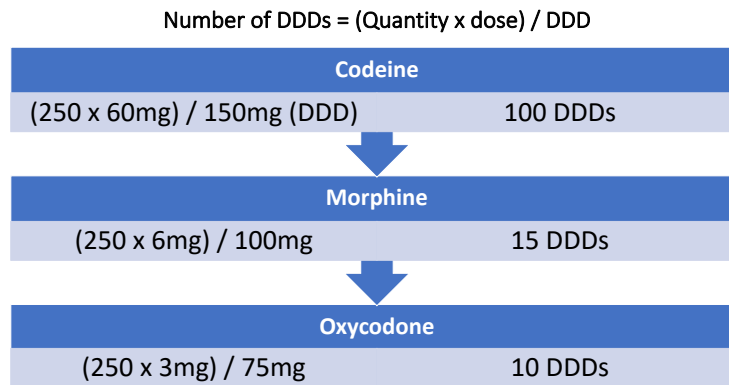 Number of DDDs = (Quantity x dose) / DDD
Codeine
(250 x 60mg) / 150mg (DDD) 100 DDDs
Morphine
(250 x 6mg) / 100mg 15 DDDs
Oxycodone
(250 x 3mg) / 75mg 10 DDDs